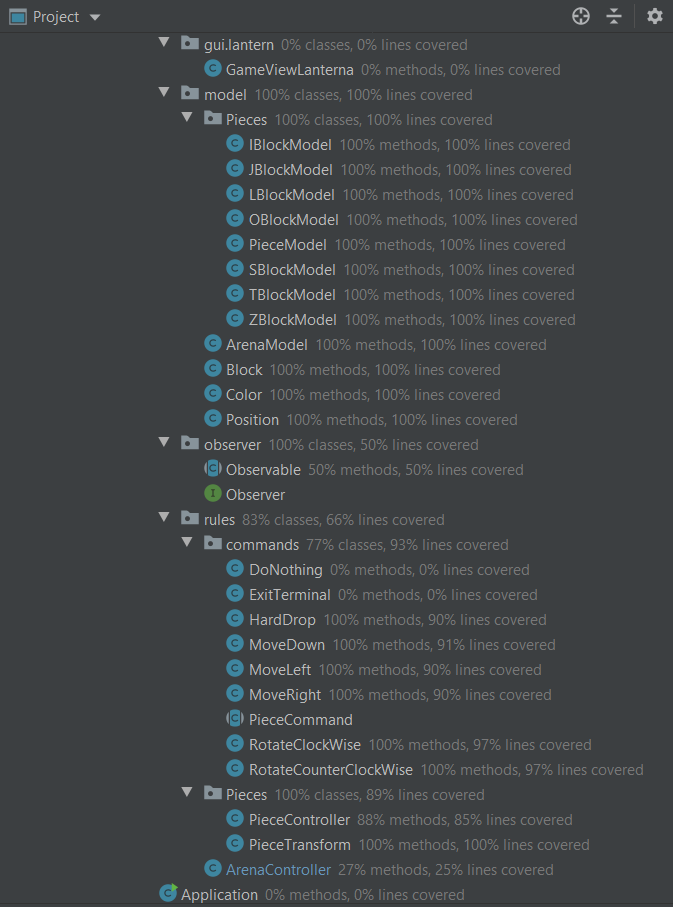 Project
gui.lantern 0% classes, 0% lines covered
GameViewLanterna 0% methods, 0% lines covered
model 100% classes, 100% lines covered
Pieces 100% classes, 100% lines covered
IBlockModel 100% methods, 100% lines covered
JBlockModel 100% methods, 100% lines covered
LBlockModel 100% methods, 100% lines covered
OBlockModel 100% methods, 100% lines covered
PieceModel 100% methods, 100% lines covered
SBlockModel 100% methods, 100% lines covered
TBlockModel 100% methods, 100% lines covered
ZBlockModel 100% methods, 100% lines covered
ArenaModel 100% methods, 100% lines covered
Block 100% methods, 100% lines covered
Color 100% methods, 100% lines covered
Position 100% methods, 100% lines covered
observer 100% classes, 50% lines covered
Observable 50% methods, 50% lines covered
Observer
rules 83% classes, 66% lines covered
commands 77% classes, 93% lines covered
DoNothing 0% methods, 0% lines covered
ExitTerminal 0% methods, 0% lines covered
HardDrop 100% methods, 90% lines covered
MoveDown 100% methods, 91% lines covered
MoveLeft 100% methods, 90% lines covered
MoveRight 100% methods, 90% lines covered
PieceCommand
RotateClockWise 100% methods, 97% lines covered
RotateCounterClockWise 100% methods, 97% lines covered
Pieces 100% classes, 89% lines covered
PieceController 88% methods, 85% lines covered
PieceTransform 100% methods, 100% lines covered
ArenaController 27% methods, 25% lines covered
Application 0% methods, 0% lines covered